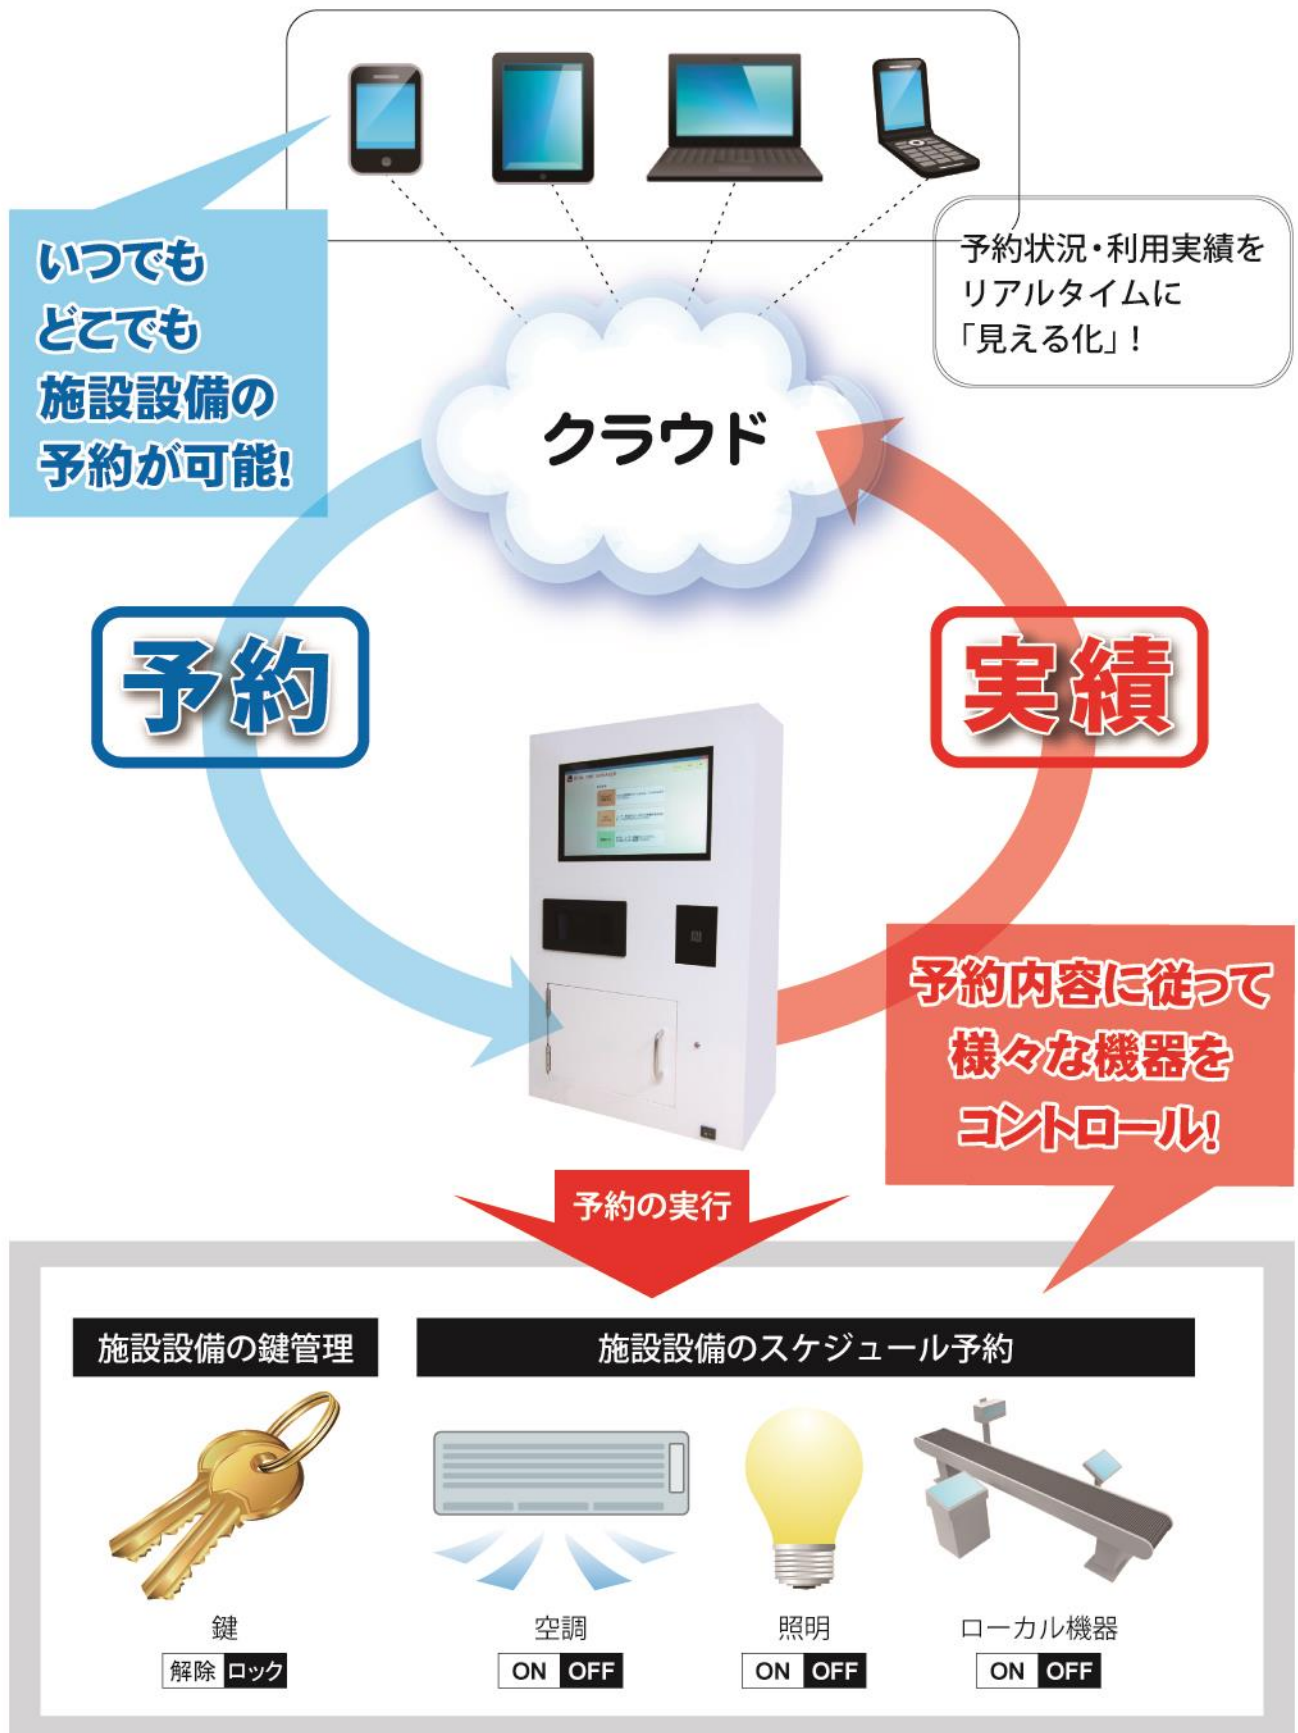 いつでも
どこでも
施設設備の
予約が可能!
予約状況・利用実績を
リアルタイムに
「見える化」！
クラウド
予約
実績
予約内容に従って
様々な機器を
コントロール!
予約の実行
施設設備の鍵管理
施設設備のスケジュール予約
鍵
解除 ロック
空調
ON OFF
照明
ON OFF
ローカル機器
ON OFF